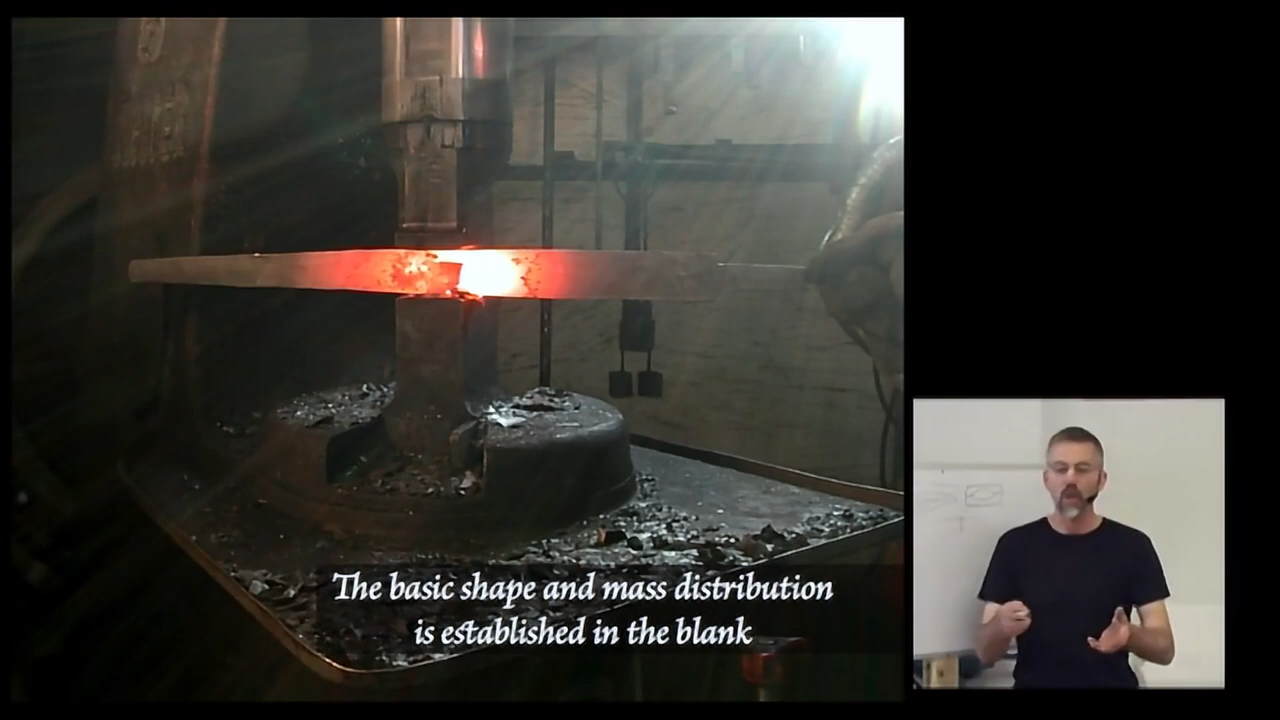 The basic shape and mass distribution
is established in the blank